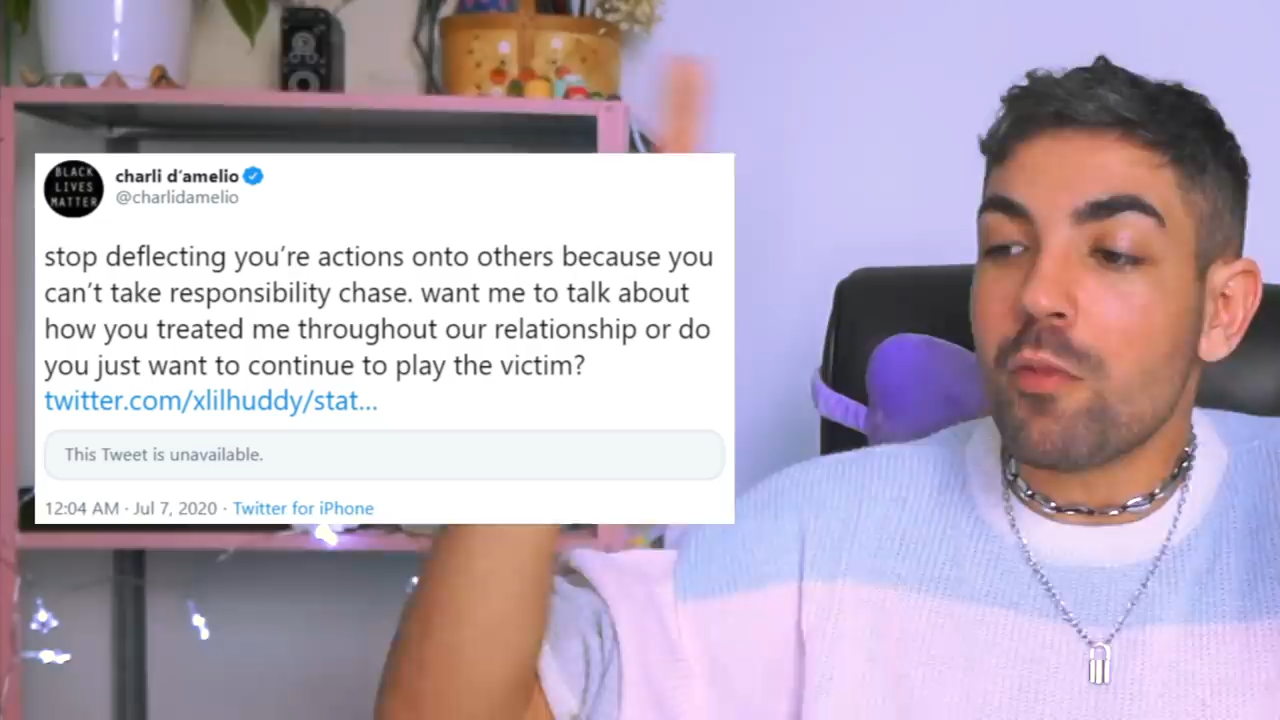 BLACK
LIVES
MATTER
charli d'amelio
@charlidamelio
stop deflecting you're actions onto others because you
can't take responsibility chase. want me to talk about
how you treated me throughout our relationship or do
you just want to continue to play the victim?
twitter.com/xlilhuddy/stat...
This Tweet is unavailable.
12:04 AM · Jul 7, 2020 · Twitter for iPhone